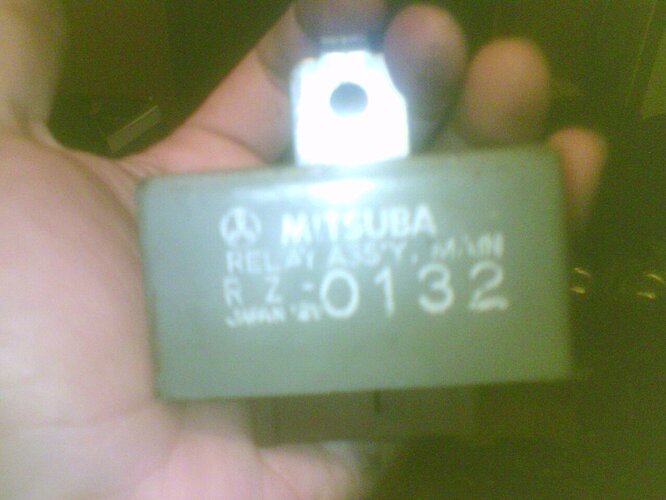 MITSUBA
RELAY ASS'Y, MAIN
RZ-0132
JAPAN